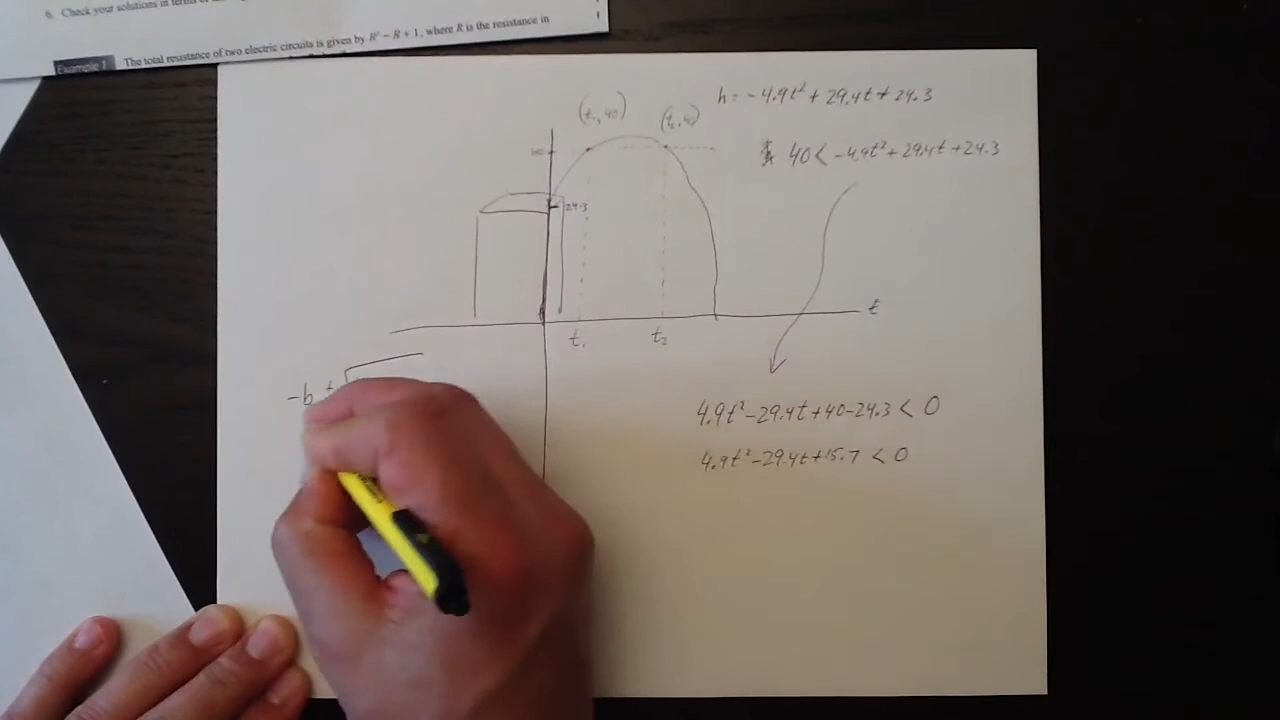 6. Check your solutions in terms of the
Example 1 The total resistance of two electric circuits is given by R² - R + 1, where R is the resistance in
(t₁, 40)
(t₂, 40)
h = -4.9t² + 29.4t + 24.3
40
40 < -4.9t² + 29.4t + 24.3
24.3
t
t₁
t₂
-b ±
4.9t² - 29.4t + 40 - 24.3 < 0
4.9t² - 29.4t + 15.7 < 0